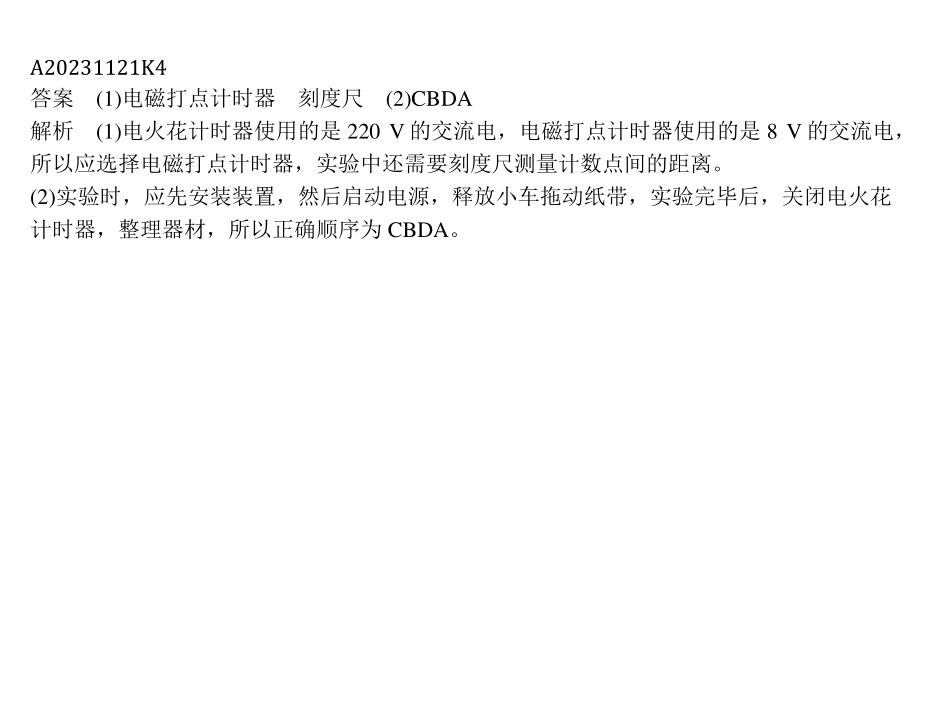 A20231121K4
答案　(1)电磁打点计时器　刻度尺　(2)CBDA
解析　(1)电火花计时器使用的是 220 V 的交流电，电磁打点计时器使用的是 8 V 的交流电，
所以应选择电磁打点计时器，实验中还需要刻度尺测量计数点间的距离。
(2)实验时，应先安装装置，然后启动电源，释放小车拖动纸带，实验完毕后，关闭电火花
计时器，整理器材，所以正确顺序为 CBDA。